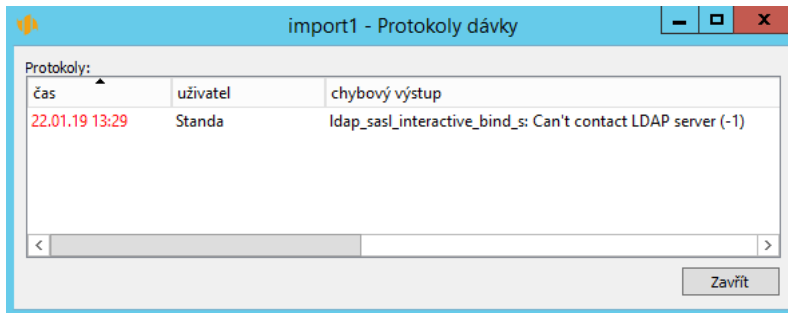 import1 - Protokoly dávky
Protokoly:
čas uživatel chybový výstup
22.01.19 13:29 Standa ldap_sasl_interactive_bind_s: Can't contact LDAP server (-1)
Zavřít